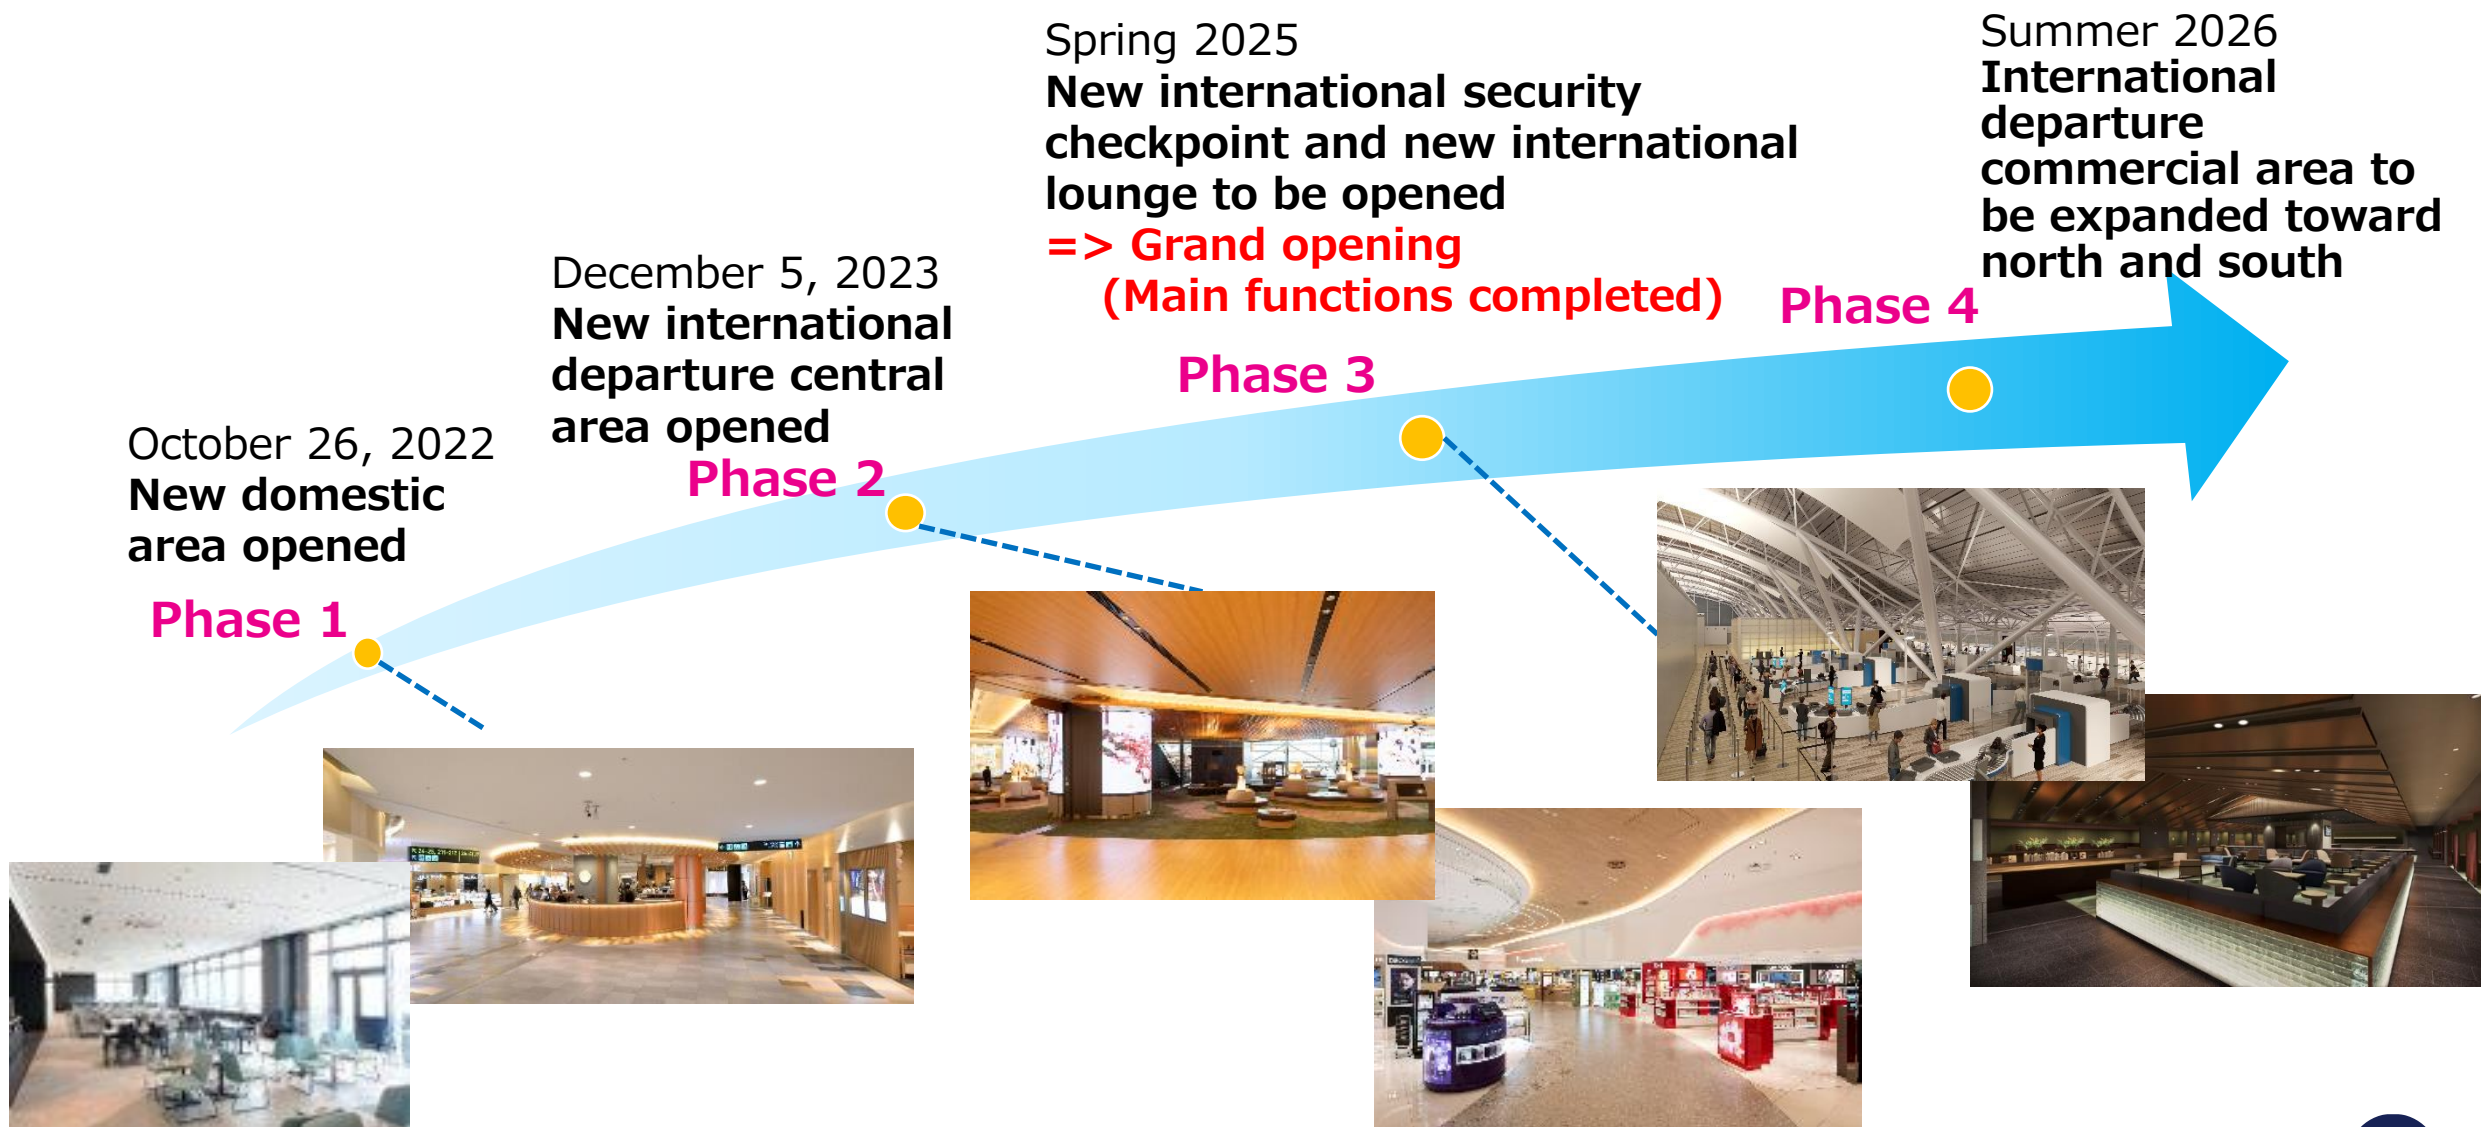 October 26, 2022
New domestic
area opened
Phase 1
December 5, 2023
New international
departure central
area opened
Phase 2
Spring 2025
New international security
checkpoint and new international
lounge to be opened
=> Grand opening
(Main functions completed)
Phase 3
Summer 2026
International
departure
commercial area to
be expanded toward
north and south
Phase 4